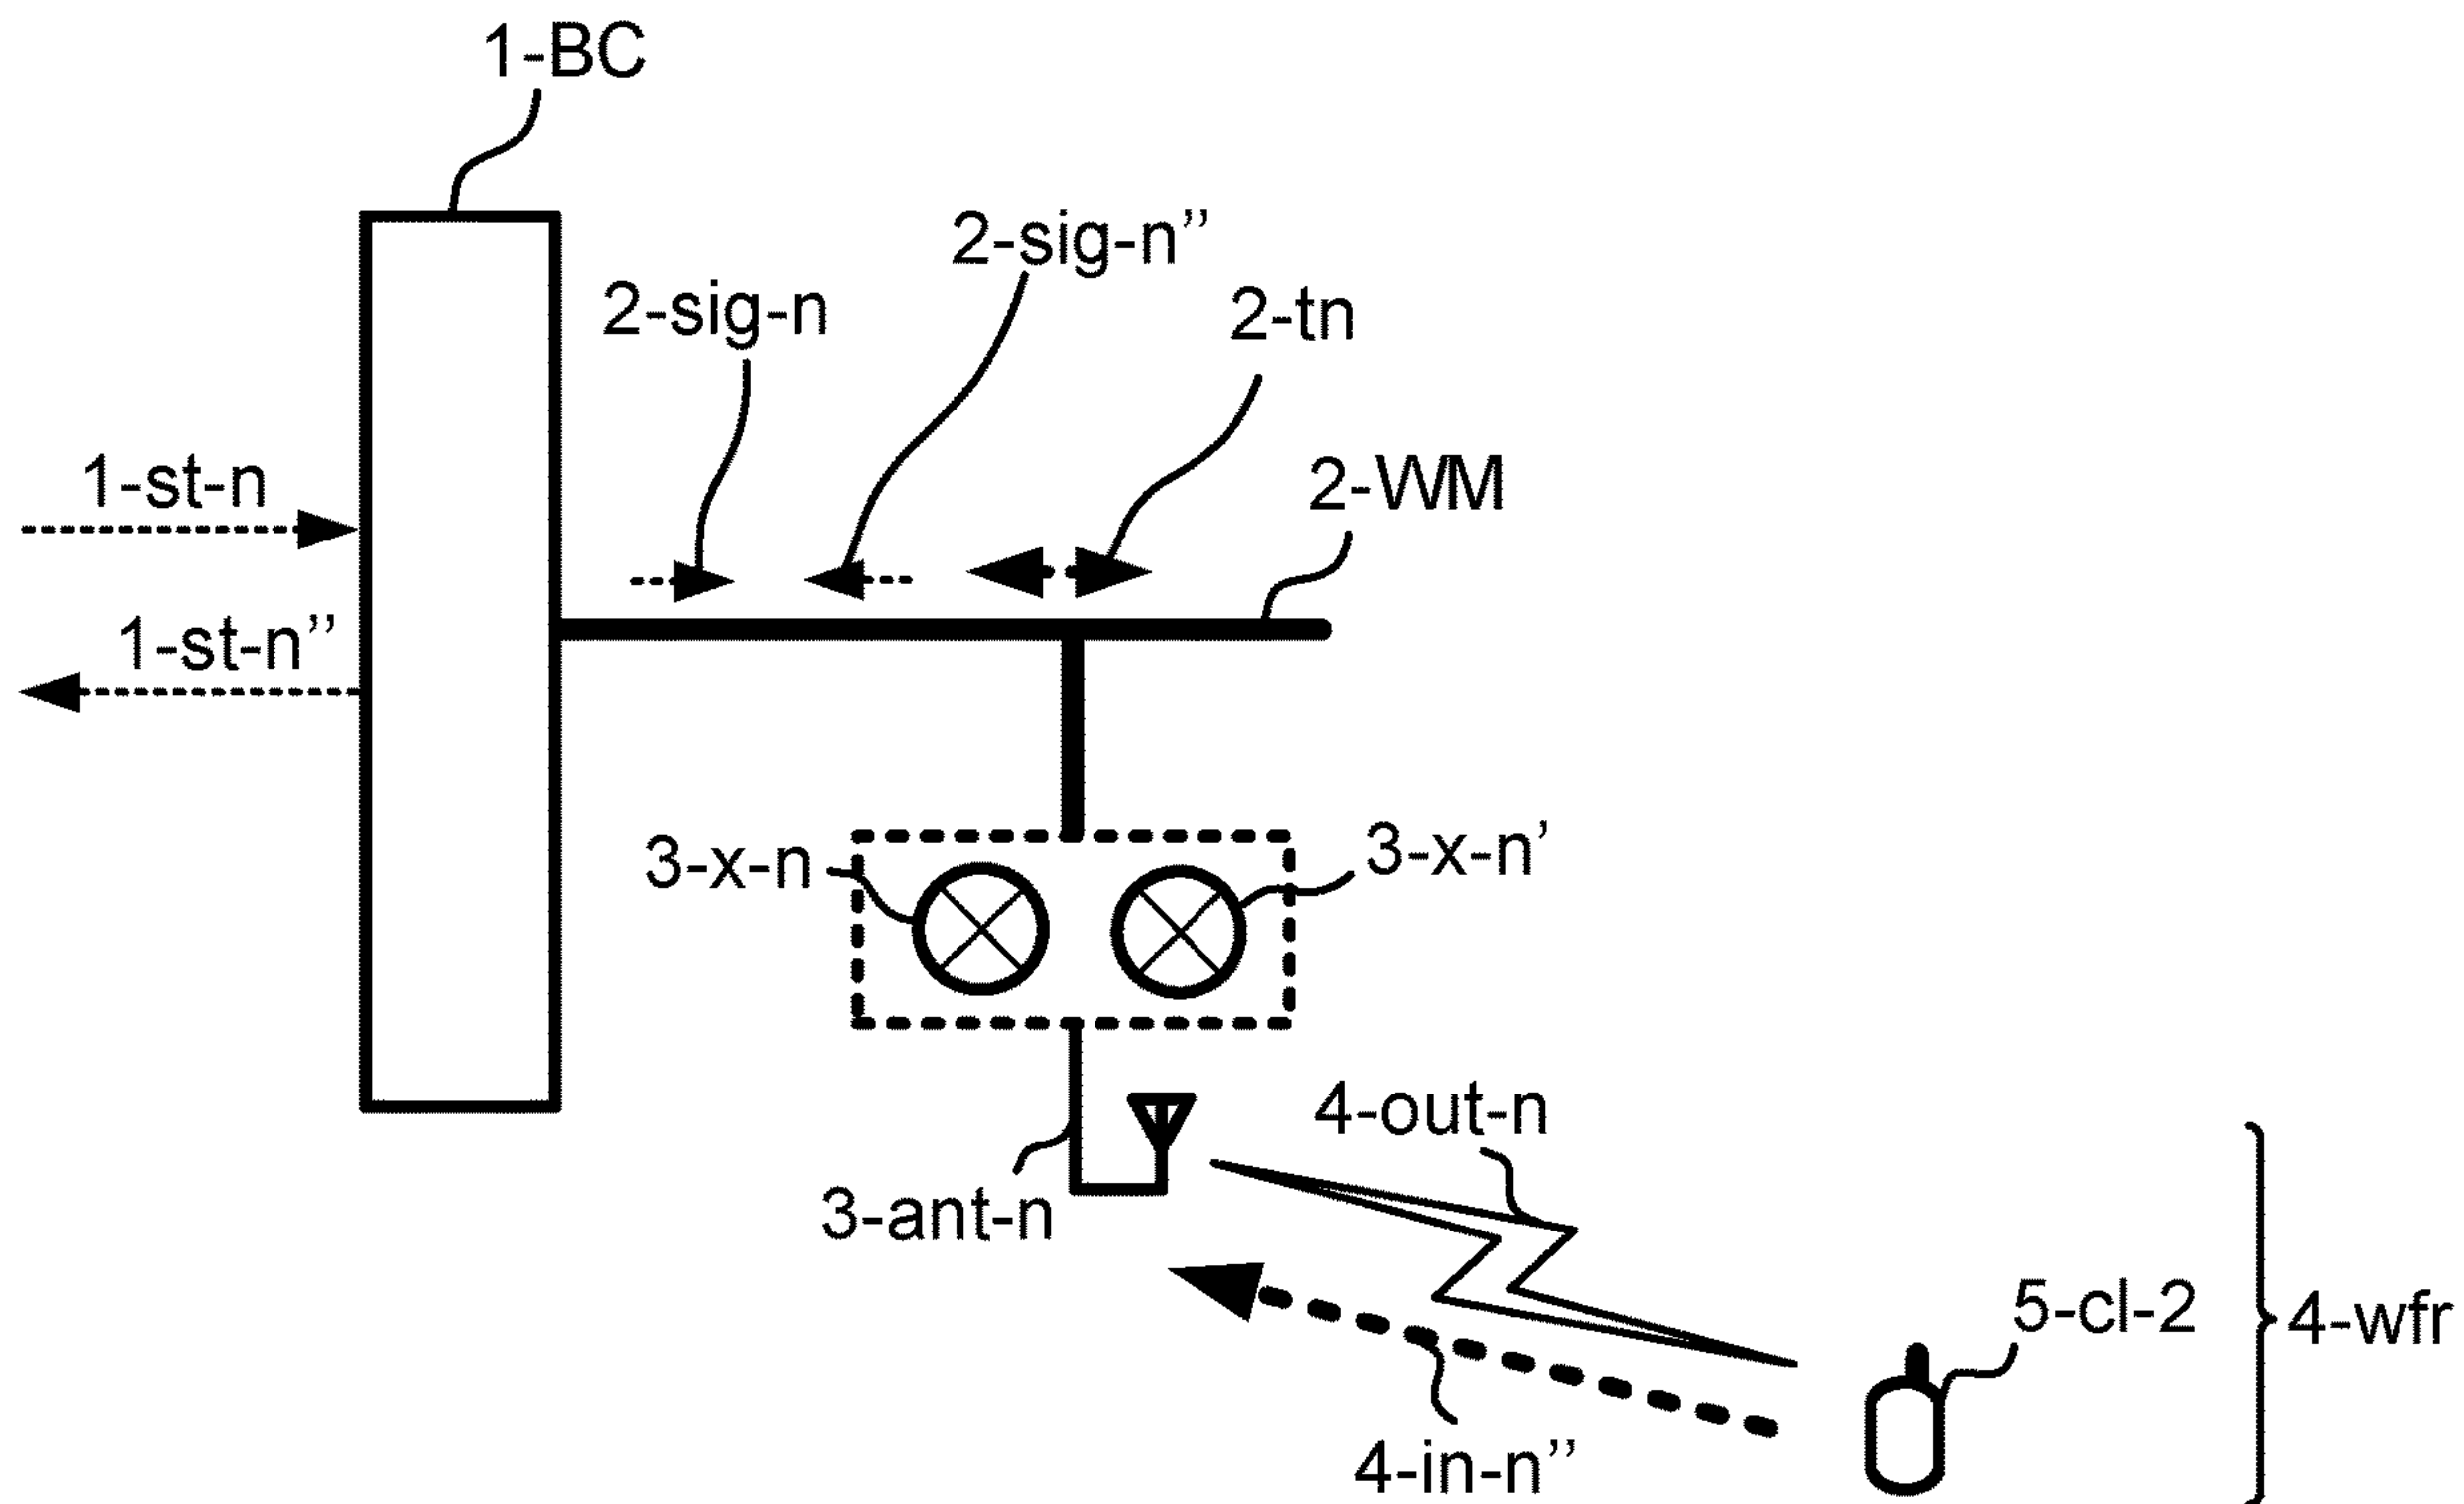 1-BC
2-sig-n’’
2-sig-n
2-tn
2-WM
1-st-n
1-st-n’’
3-x-n
3-x-n’
4-out-n
3-ant-n
5-cl-2
4-wfr
4-in-n’’